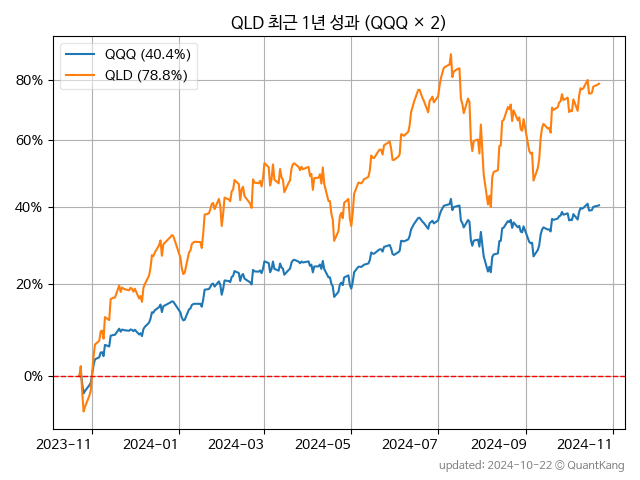 QLD 최근 1년 성과 (QQQ × 2)
QQQ (40.4%)
QLD (78.8%)
80%
60%
40%
20%
0%
2023-11 2024-01 2024-03 2024-05 2024-07 2024-09 2024-11
updated: 2024-10-22 © QuantKang